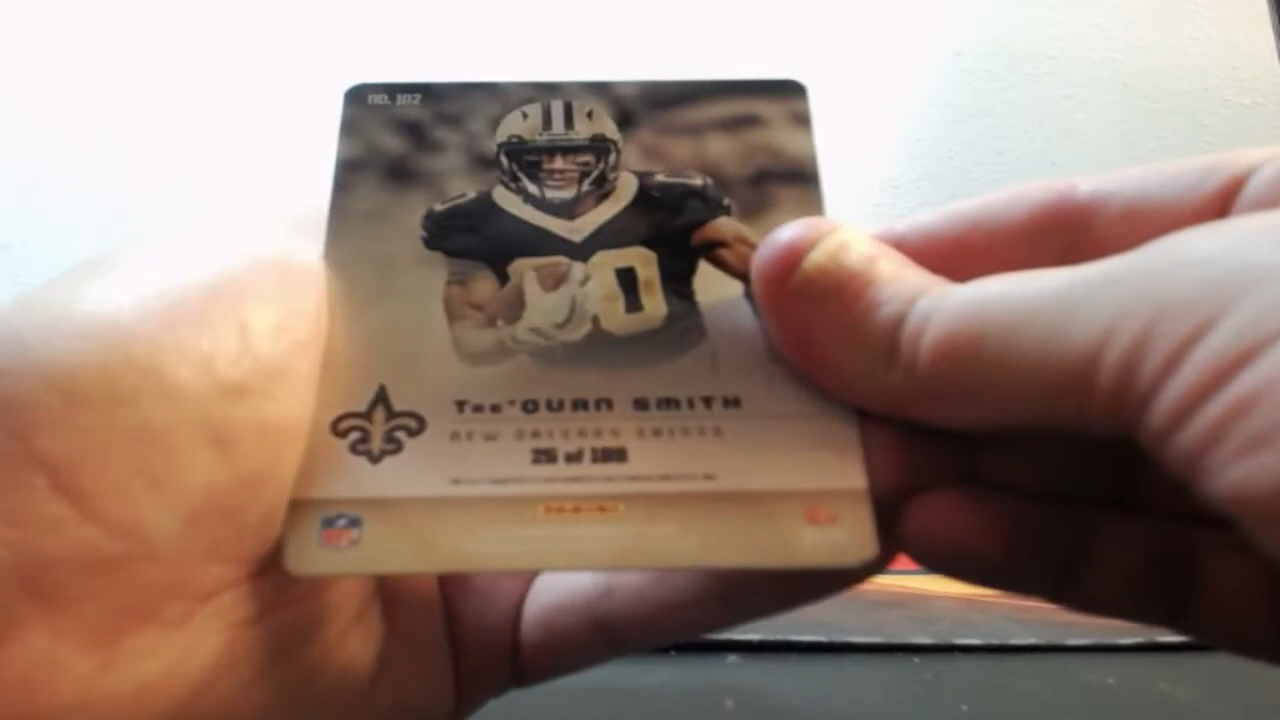 NO. 102
TRE'QUAN SMITH
NEW ORLEANS SAINTS
25 of 100
PANINI